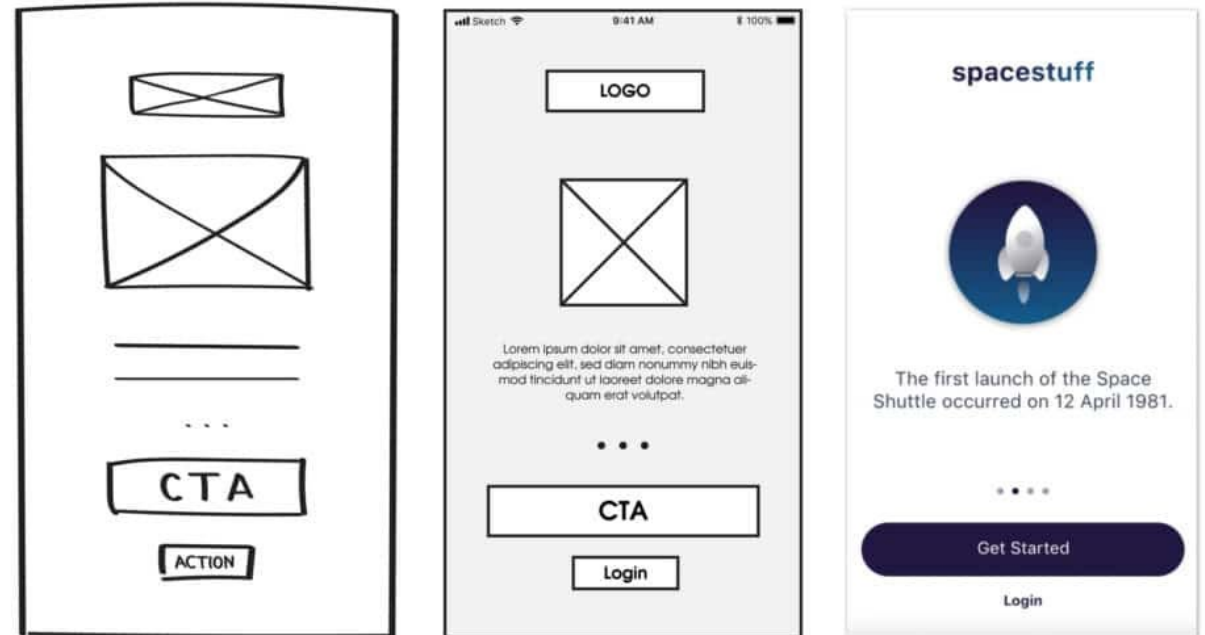 CTA
ACTION
Sketch 9:41 AM 100%
LOGO
Lorem ipsum dolor sit amet, consectetuer
adipiscing elit, sed diam nonummy nibh euis-
mod tincidunt ut laoreet dolore magna ali-
quam erat volutpat.
CTA
Login
spacestuff
The first launch of the Space
Shuttle occurred on 12 April 1981.
Get Started
Login